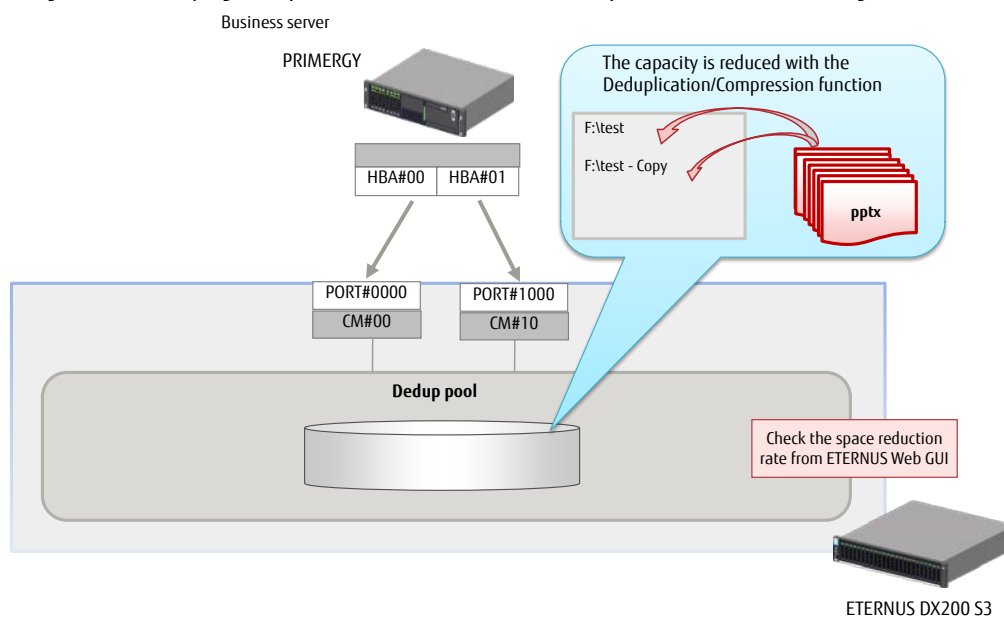 Business server
PRIMERGY
The capacity is reduced with the
Deduplication/Compression function
F:\test
F:\test - Copy
pptx
HBA#00
HBA#01
PORT#0000
PORT#1000
CM#00
CM#10
Dedup pool
Check the space reduction
rate from ETERNUS Web GUI
ETERNUS DX200 S3